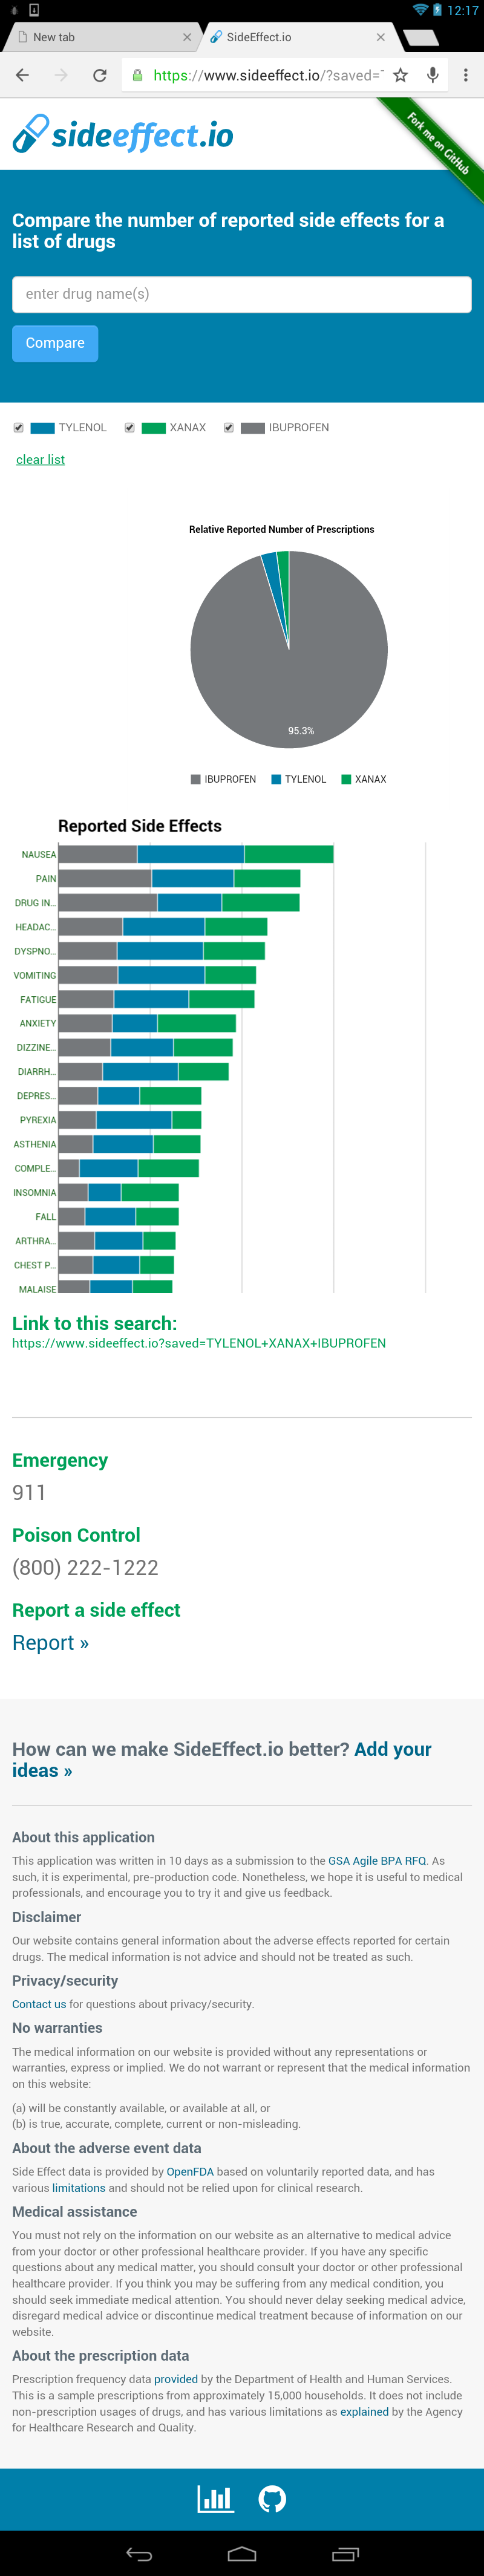 12:17
New tab
SideEffect.io
https://www.sideeffect.io/?saved=
sideeffect.io
Fork me on GitHub
Compare the number of reported side effects for a
list of drugs
enter drug name(s)
Compare
TYLENOL XANAX IBUPROFEN
clear list
Relative Reported Number of Prescriptions
95.3%
IBUPROFEN TYLENOL XANAX
Reported Side Effects
NAUSEA
PAIN
DRUG IN...
HEADAC...
DYSPNO...
VOMITING
FATIGUE
ANXIETY
DIZZINE...
DIARRH...
DEPRES...
PYREXIA
ASTHENIA
COMPLE...
INSOMNIA
FALL
ARTHRA...
CHEST P...
MALAISE
Link to this search:
https://www.sideeffect.io?saved=TYLENOL+XANAX+IBUPROFEN
Emergency
911
Poison Control
(800) 222-1222
Report a side effect
Report »
How can we make SideEffect.io better? Add your
ideas »
About this application
This application was written in 10 days as a submission to the GSA Agile BPA RFQ. As
such, it is experimental, pre-production code. Nonetheless, we hope it is useful to medical
professionals, and encourage you to try it and give us feedback.
Disclaimer
Our website contains general information about the adverse effects reported for certain
drugs. The medical information is not advice and should not be treated as such.
Privacy/security
Contact us for questions about privacy/security.
No warranties
The medical information on our website is provided without any representations or
warranties, express or implied. We do not warrant or represent that the medical information
on this website:
(a) will be constantly available, or available at all, or
(b) is true, accurate, complete, current or non-misleading.
About the adverse event data
Side Effect data is provided by OpenFDA based on voluntarily reported data, and has
various limitations and should not be relied upon for clinical research.
Medical assistance
You must not rely on the information on our website as an alternative to medical advice
from your doctor or other professional healthcare provider. If you have any specific
questions about any medical matter, you should consult your doctor or other professional
healthcare provider. If you think you may be suffering from any medical condition, you
should seek immediate medical attention. You should never delay seeking medical advice,
disregard medical advice or discontinue medical treatment because of information on our
website.
About the prescription data
Prescription frequency data provided by the Department of Health and Human Services.
This is a sample prescriptions from approximately 15,000 households. It does not include
non-prescription usages of drugs, and has various limitations as explained by the Agency
for Healthcare Research and Quality.